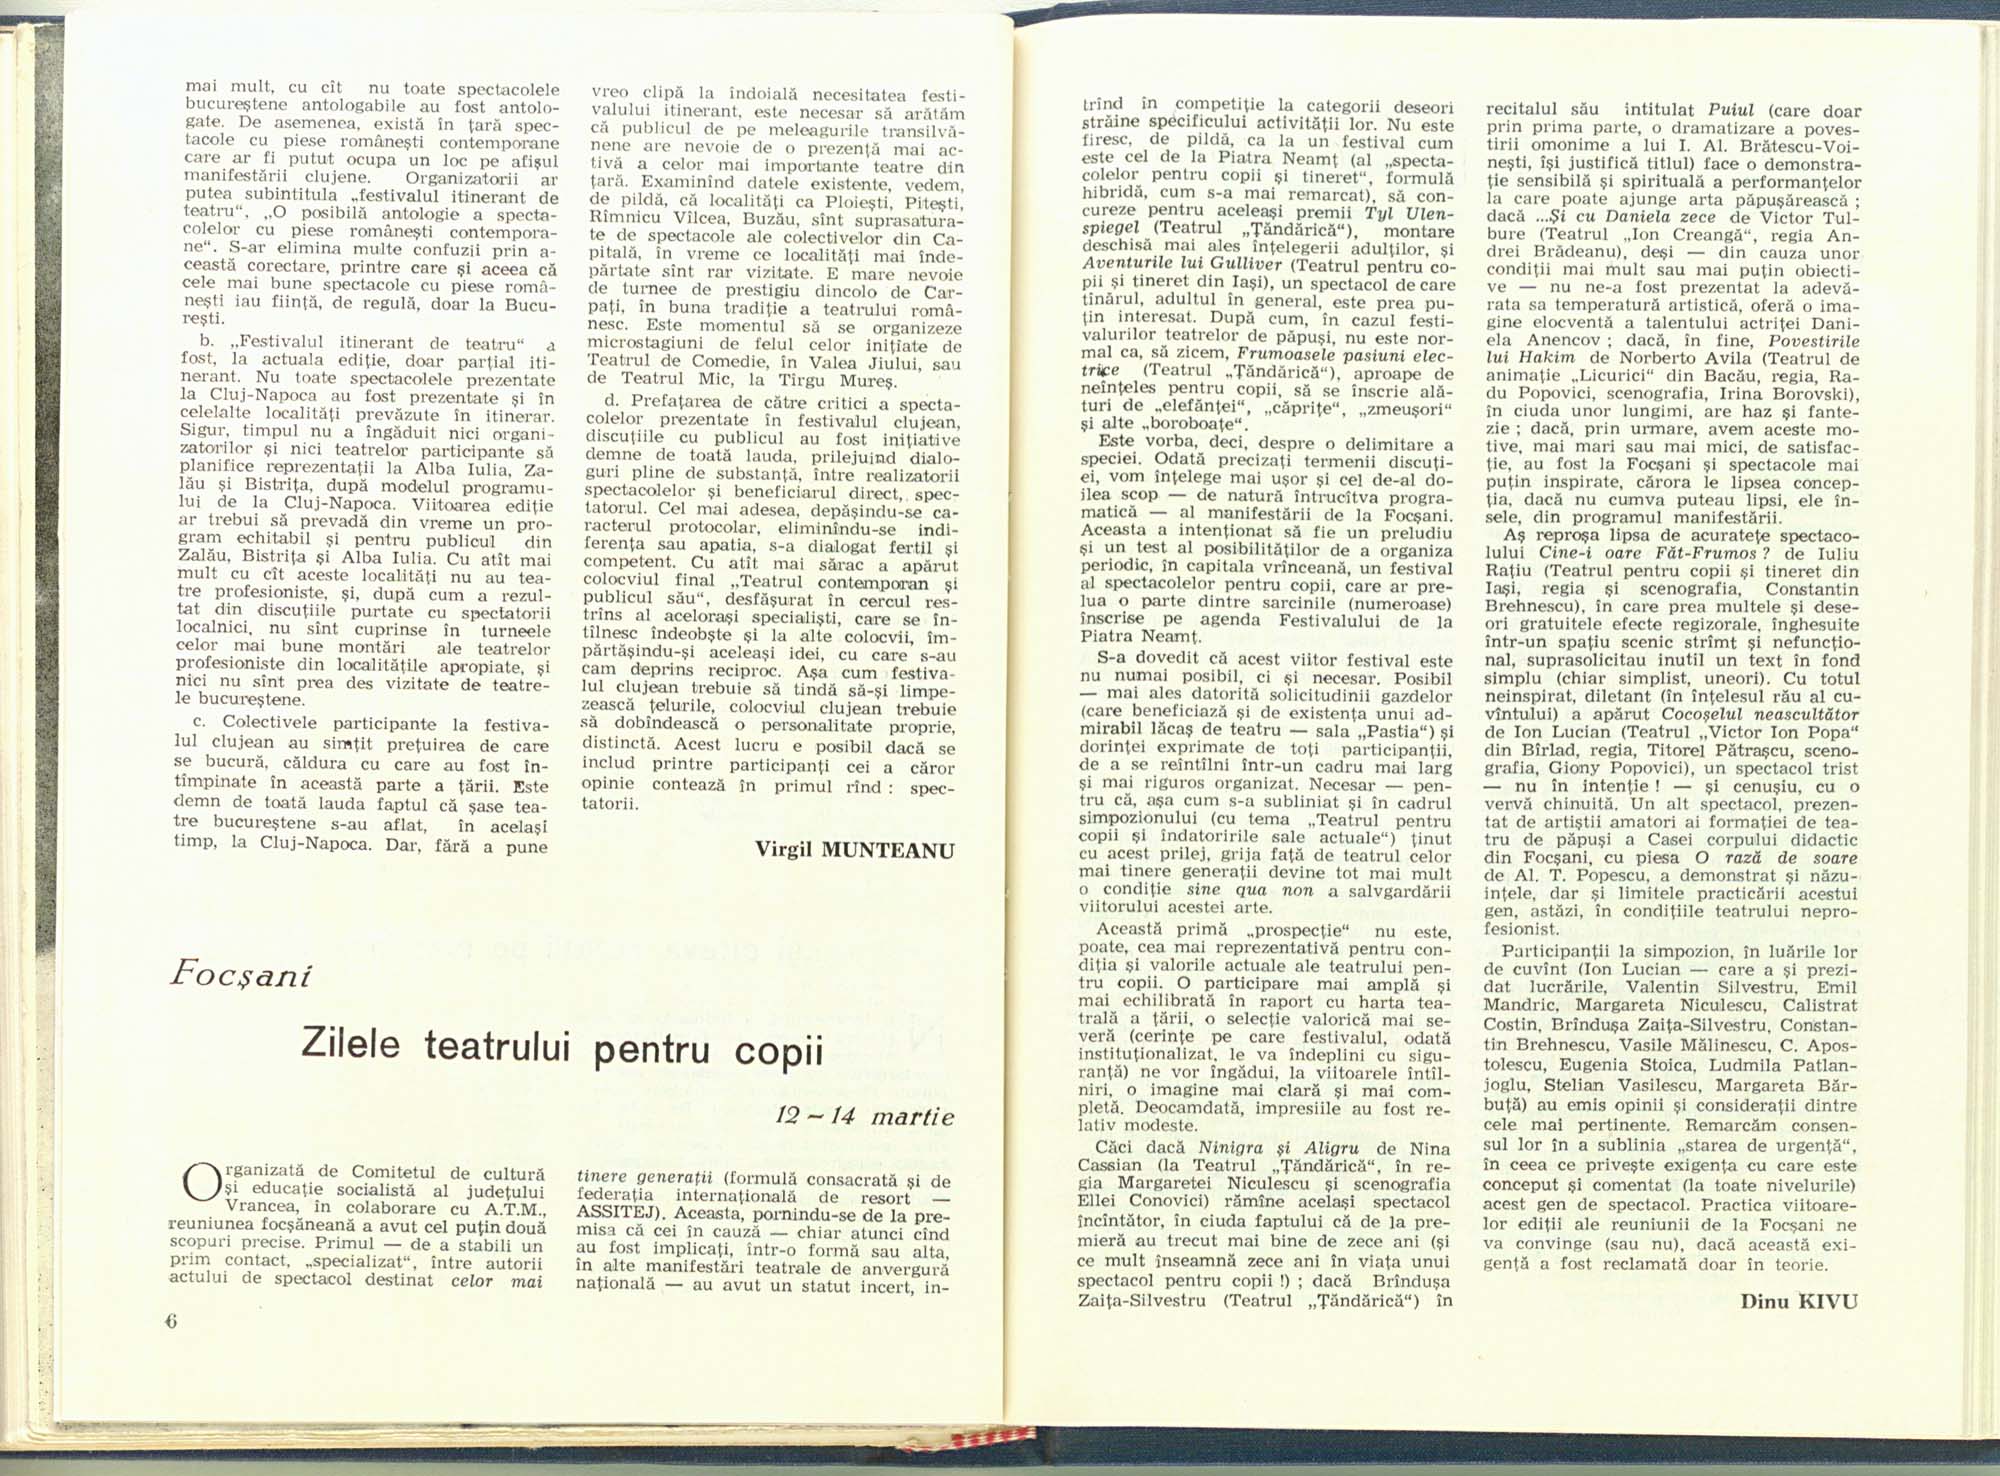 mai mult, cu cît nu toate spectacolele
bucureștene antologabile au fost antolo-
gate. De asemenea, există în țară spec-
tacole cu piese românești contemporane
care ar fi putut ocupa un loc pe afișul
manifestării clujene. Organizatorii ar
putea subintitula „festivalul itinerant de
teatru“, „O posibilă antologie a specta-
colelor cu piese românești contempora-
ne“. S-ar elimina multe confuzii prin a-
ceastă corectare, printre care și aceea că
cele mai bune spectacole cu piese romî-
nești iau ființă, de regulă, doar la Bucu-
rești.
b. „Festivalul itinerant de teatru“ a
fost, la actuala ediție, doar parțial iti-
nerant. Nu toate spectacolele prezentate
la Cluj-Napoca au fost prezentate și în
celelalte localități prevăzute în itinerar.
Sigur, timpul nu a îngăduit nici organi-
zatorilor și nici teatrelor participante să
planifice reprezentații la Alba Iulia, Za-
lău și Bistrița, după modelul programu-
lui de la Cluj-Napoca. Viitoarea ediție
ar trebui să prevadă din vreme un pro-
gram echitabil și pentru publicul din
Zalău, Bistrița și Alba Iulia. Cu atît mai
mult cu cît aceste localități nu au tea-
tre profesioniste, și, după cum a rezul-
tat din discuțiile purtate cu spectatorii
localnici, nu sînt cuprinse în turneele
celor mai bune montări ale teatrelor
profesioniste din localitățile apropiate, și
nici nu sînt prea des vizitate de teatre-
le bucureștene.
c. Colectivele participante la festiva-
lul clujean au simțit prețuirea de care
se bucură, căldura cu care au fost în-
tîmpinate în această parte a țării. Este
demn de toată lauda faptul că șase tea-
tre bucureștene s-au aflat, în același
timp, la Cluj-Napoca. Dar, fără a pune
vreo clipă la îndoială necesitatea festi-
valului itinerant, este necesar să arătăm
că publicul de pe meleagurile transilvă-
nene are nevoie de o prezență mai ac-
tivă a celor mai importante teatre din
țară. Examinînd datele existente, vedem,
de pildă, că localități ca Ploiești, Pitești,
Rîmnicu Vîlcea, Buzău, sînt suprasatura-
te de spectacole ale colectivelor din Ca-
pitală, în vreme ce localități mai înde-
părtate sînt rar vizitate. E mare nevoie
de turnee de prestigiu dincolo de Car-
pați, în buna tradiție a teatrului româ-
nesc. Este momentul să se organizeze
microstagiuni de felul celor inițiate de
Teatrul de Comedie, în Valea Jiului, sau
de Teatrul Mic, la Tîrgu Mureș.
d. Prefațarea de către critici a specta-
colelor prezentate în festivalul clujean,
discuțiile cu publicul au fost inițiative
demne de toată lauda, prilejuind dialo-
guri pline de substanță, între realizatorii
spectacolelor și beneficiarul direct, spec-
tatorul. Cel mai adesea, depășindu-se ca-
racterul protocolar, eliminîndu-se indi-
ferența sau apatia, s-a dialogat fertil și
competent. Cu atît mai sărac a apărut
colocviul final „Teatrul contemporan și
publicul său“, desfășurat în cercul res-
trîns al acelorași specialiști, care se în-
tîlnesc îndeobște și la alte colocvii, îm-
părtășindu-și aceleași idei, cu care s-au
cam deprins reciproc. Așa cum festiva-
lul clujean trebuie să tindă să-și limpe-
zească țelurile, colocviul clujean trebuie
să dobîndească o personalitate proprie,
distinctă. Acest lucru e posibil dacă se
includ printre participanți cei a căror
opinie contează în primul rînd : spec-
tatorii.
Virgil MUNTEANU
Focșani
Zilele teatrului pentru copii
12 – 14 martie
Organizată de Comitetul de cultură
și educație socialistă al județului
Vrancea, în colaborare cu A.T.M.,
reuniunea focșăneană a avut cel puțin două
scopuri precise. Primul — de a stabili un
prim contact, „specializat“, între autorii
actului de spectacol destinat celor mai
tinere generații (formulă consacrată și de
federația internațională de resort —
ASSITEJ). Aceasta, pornindu-se de la pre-
misa că cei în cauză — chiar atunci cînd
au fost implicați, într-o formă sau alta,
în alte manifestări teatrale de anvergură
națională — au avut un statut incert, in-
6
trînd în competiție la categorii deseori
străine specificului activității lor. Nu este
firesc, de pildă, ca la un festival cum
este cel de la Piatra Neamț (al „specta-
colelor pentru copii și tineret“, formulă
hibridă, cum s-a mai remarcat), să con-
cureze pentru aceleași premii Tyl Ulen-
spiegel (Teatrul „Țăndărică“), montare
deschisă mai ales înțelegerii adulților, și
Aventurile lui Gulliver (Teatrul pentru co-
pii și tineret din Iași), un spectacol de care
tînărul, adultul în general, este prea pu-
țin interesat. După cum, în cazul festi-
valurilor teatrelor de păpuși, nu este nor-
mal ca, să zicem, Frumoasele pasiuni elec-
trice (Teatrul „Țăndărică“), aproape de
neînțeles pentru copii, să se înscrie ală-
turi de „elefănței“, „căprițe“, „zmeușori“
și alte „boroboațe“.
Este vorba, deci, despre o delimitare a
speciei. Odată precizați termenii discuți-
ei, vom înțelege mai ușor și cel de-al do-
ilea scop — de natură întrucîtva progra-
matică — al manifestării de la Focșani.
Aceasta a intenționat să fie un preludiu
și un test al posibilităților de a organiza
periodic, în capitala vrînceană, un festival
al spectacolelor pentru copii, care ar pre-
lua o parte dintre sarcinile (numeroase)
înscrise pe agenda Festivalului de la
Piatra Neamț.
S-a dovedit că acest viitor festival este
nu numai posibil, ci și necesar. Posibil
— mai ales datorită solicitudinii gazdelor
(care beneficiază și de existența unui ad-
mirabil lăcaș de teatru — sala „Pastia“) și
dorinței exprimate de toți participanții,
de a se reîntîlni într-un cadru mai larg
și mai riguros organizat. Necesar — pen-
tru că, așa cum s-a subliniat și în cadrul
simpozionului (cu tema „Teatrul pentru
copii și îndatoririle sale actuale“) ținut
cu acest prilej, grija față de teatrul celor
mai tinere generații devine tot mai mult
o condiție sine qua non a salvgardării
viitorului acestei arte.
Această primă „prospecție“ nu este,
poate, cea mai reprezentativă pentru con-
diția și valorile actuale ale teatrului pen-
tru copii. O participare mai amplă și
mai echilibrată în raport cu harta tea-
trală a țării, o selecție valorică mai se-
veră (cerințe pe care festivalul, odată
instituționalizat, le va îndeplini cu sigu-
ranță) ne vor îngădui, la viitoarele întîl-
niri, o imagine mai clară și mai com-
pletă. Deocamdată, impresiile au fost re-
lativ modeste.
Căci dacă Ninigra și Aligru de Nina
Cassian (la Teatrul „Țăndărică“, în re-
gia Margaretei Niculescu și scenografia
Ellei Conovici) rămîne același spectacol
încîntător, în ciuda faptului că de la pre-
mieră au trecut mai bine de zece ani (și
ce mult înseamnă zece ani în viața unui
spectacol pentru copii !) ; dacă Brîndușa
Zaița-Silvestru (Teatrul „Țăndărică“) în
recitalul său intitulat Puiul (care doar
prin prima parte, o dramatizare a poves-
tirii omonime a lui I. Al. Brătescu-Voi-
nești, își justifică titlul) face o demonstra-
ție sensibilă și spirituală a performanțelor
la care poate ajunge arta păpușărească ;
dacă ...Și cu Daniela zece de Victor Tul-
bure (Teatrul „Ion Creangă“, regia An-
drei Brădeanu), deși — din cauza unor
condiții mai mult sau mai puțin obiecti-
ve — nu ne-a fost prezentat la adevă-
rata sa temperatură artistică, oferă o ima-
gine elocventă a talentului actriței Dani-
ela Anencov ; dacă, în fine, Povestirile
lui Hakim de Norberto Avila (Teatrul de
animație „Licurici“ din Bacău, regia, Ra-
du Popovici, scenografia, Irina Borovski),
în ciuda unor lungimi, are haz și fante-
zie ; dacă, prin urmare, avem aceste mo-
tive, mai mari sau mai mici, de satisfac-
ție, au fost la Focșani și spectacole mai
puțin inspirate, cărora le lipsea concep-
ția, dacă nu cumva puteau lipsi, ele în-
sele, din programul manifestării.
Aș reproșa lipsa de acuratețe spectaco-
lului Cine-i oare Făt-Frumos ? de Iuliu
Rațiu (Teatrul pentru copii și tineret din
Iași, regia și scenografia, Constantin
Brehnescu), în care prea multele și dese-
ori gratuitele efecte regizorale, înghesuite
într-un spațiu scenic strîmt și nefuncțio-
nal, suprasolicitau inutil un text în fond
simplu (chiar simplist, uneori). Cu totul
neinspirat, diletant (în înțelesul rău al cu-
vîntului) a apărut Cocoșelul neascultător
de Ion Lucian (Teatrul „Victor Ion Popa“
din Bîrlad, regia, Titorel Pătrașcu, sceno-
grafia, Giony Popovici), un spectacol trist
— nu în intenție ! — și cenușiu, cu o
vervă chinuită. Un alt spectacol, prezen-
tat de artiștii amatori ai formației de tea-
tru de păpuși a Casei corpului didactic
din Focșani, cu piesa O rază de soare
de Al. T. Popescu, a demonstrat și năzu-
ințele, dar și limitele practicării acestui
gen, astăzi, în condițiile teatrului nepro-
fesionist.
Participanții la simpozion, în luările lor
de cuvînt (Ion Lucian — care a și prezi-
dat lucrările, Valentin Silvestru, Emil
Mandric, Margareta Niculescu, Calistrat
Costin, Brîndușa Zaița-Silvestru, Constan-
tin Brehnescu, Vasile Mălinescu, C. Apos-
tolescu, Eugenia Stoica, Ludmila Patlan-
joglu, Stelian Vasilescu, Margareta Băr-
buță) au emis opinii și considerații dintre
cele mai pertinente. Remarcăm consen-
sul lor în a sublinia „starea de urgență“,
în ceea ce privește exigența cu care este
conceput și comentat (la toate nivelurile)
acest gen de spectacol. Practica viitoare-
lor ediții ale reuniunii de la Focșani ne
va convinge (sau nu), dacă această exi-
gență a fost reclamată doar în teorie.
Dinu KIVU